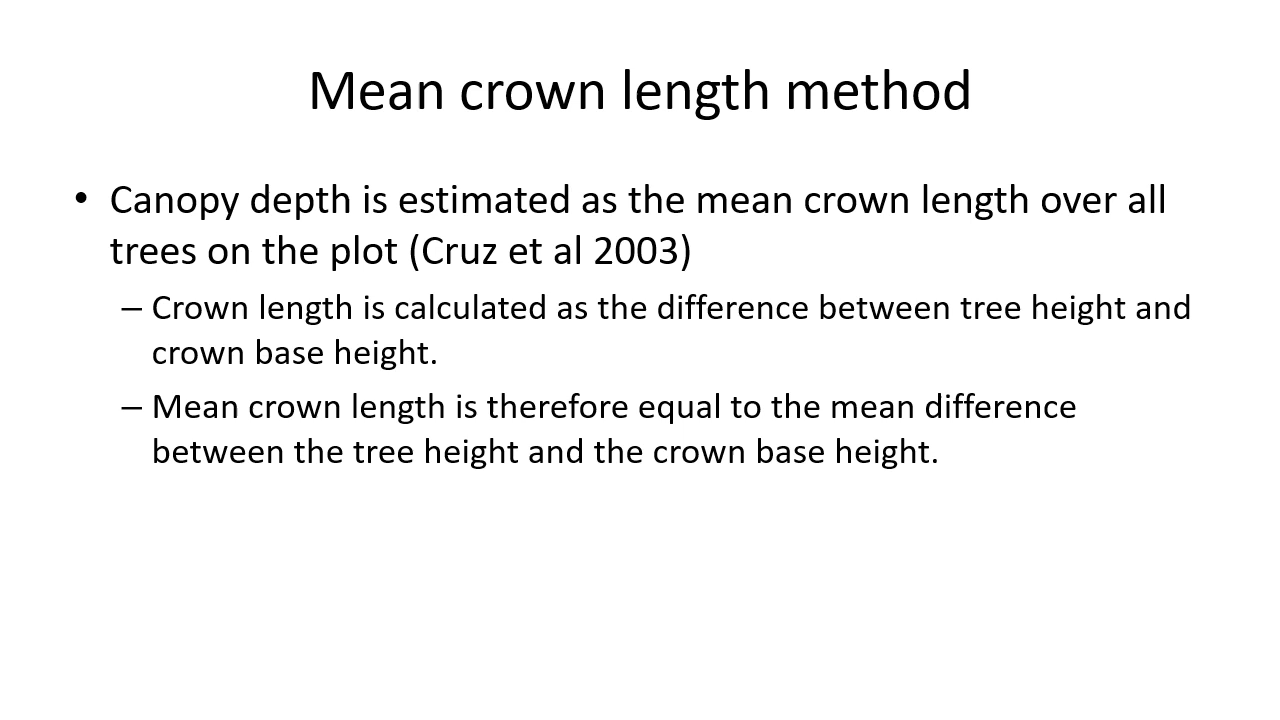 Mean crown length method
• Canopy depth is estimated as the mean crown length over all
trees on the plot (Cruz et al 2003)
– Crown length is calculated as the difference between tree height and
crown base height.
– Mean crown length is therefore equal to the mean difference
between the tree height and the crown base height.